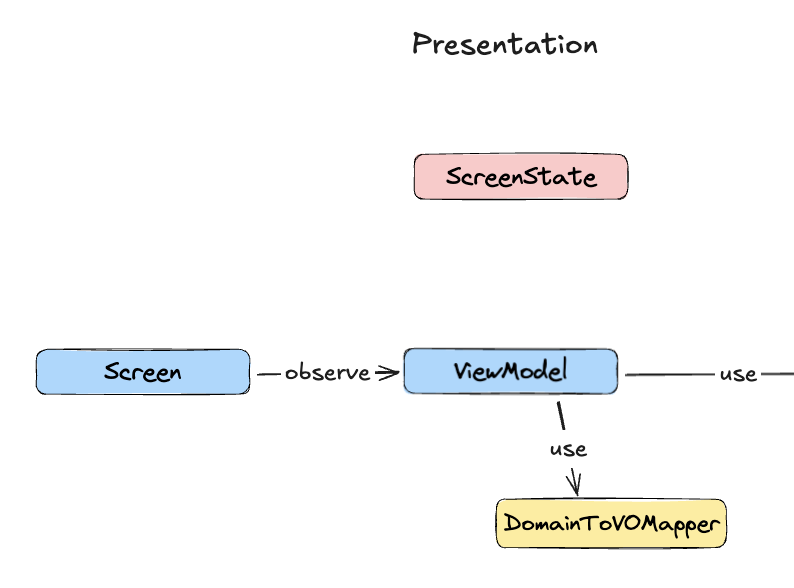 Presentation
ScreenState
Screen
observe
ViewModel
use
use
DomainToVOMapper